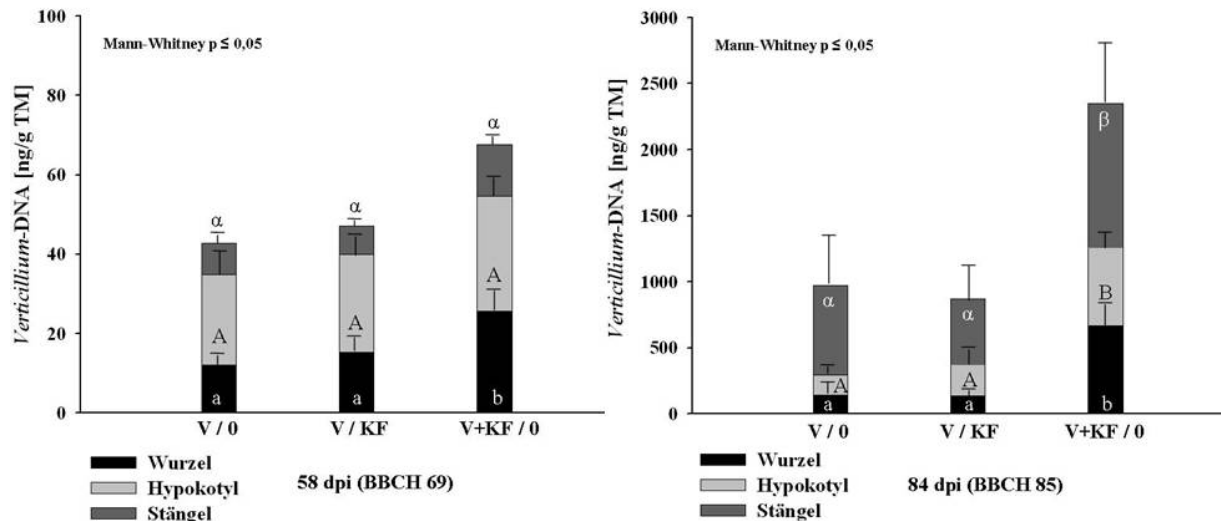 100
80
60
40
20
0
Verticillium-DNA [ng/g TM]
Mann-Whitney p ≤ 0,05
α
α
α
A
A
A
a
a
b
V / 0
V / KF
V+KF / 0
Wurzel
Hypokotyl
Stängel
58 dpi (BBCH 69)
3000
2500
2000
1500
1000
500
0
Verticillium-DNA [ng/g TM]
Mann-Whitney p ≤ 0,05
α
α
β
A
A
B
a
a
b
V / 0
V / KF
V+KF / 0
Wurzel
Hypokotyl
Stängel
84 dpi (BBCH 85)